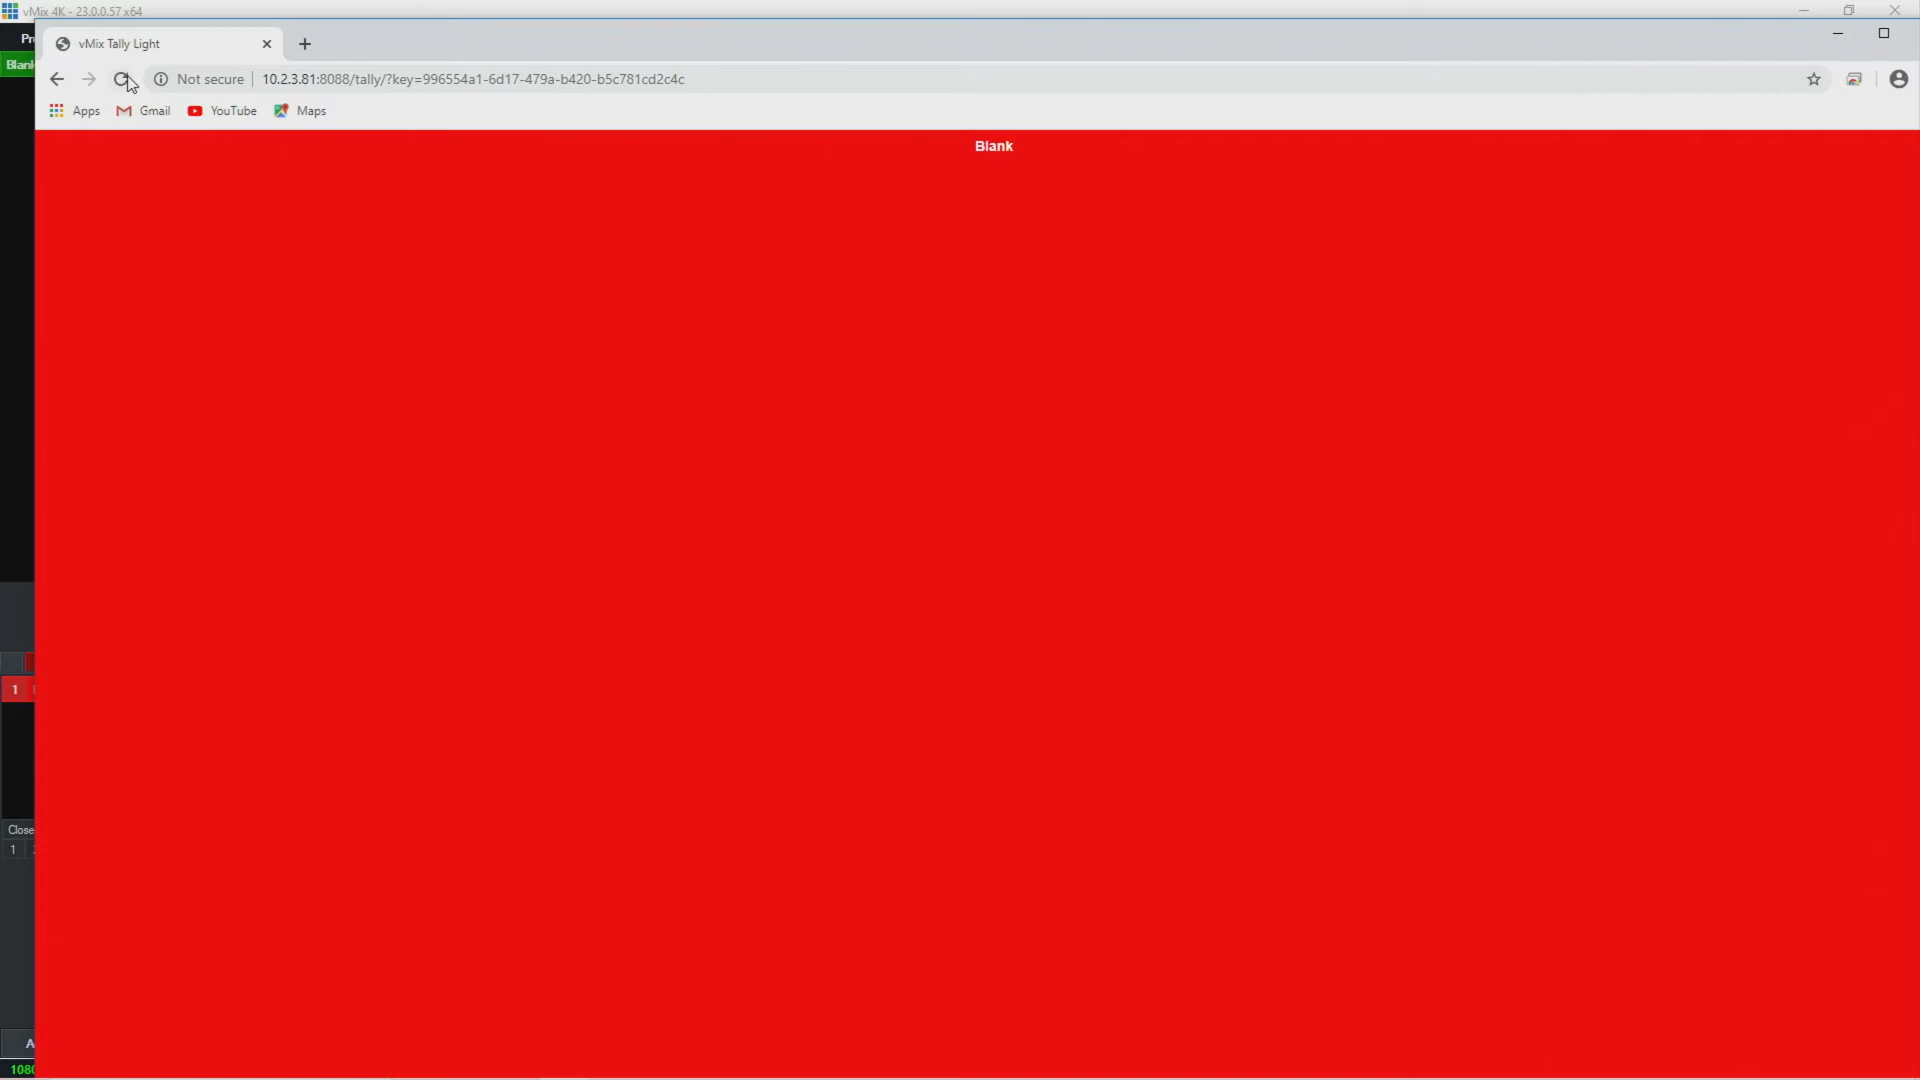 vMix 4K - 23.0.0.57 x64
vMix Tally Light
Not secure
10.2.3.81:8088/tally/?key=996554a1-6d17-479a-b420-b5c781cd2c4c
Apps
Gmail
YouTube
Maps
Blank
1
Close
1